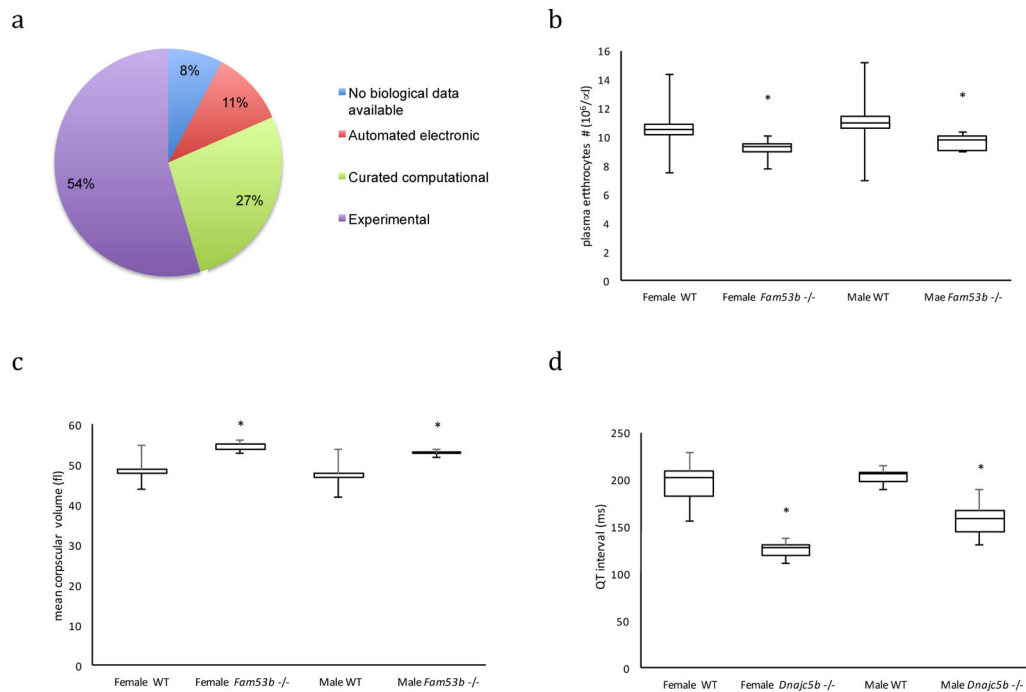 a
8%
11%
27%
54%
No biological data
available
Automated electronic
Curated computational
Experimental
b
plasma ertthrocytes # (10⁶/∝l)
16
14
12
10
8
6
4
2
0
*
*
Female WT
Female Fam53b -/-
Male WT
Mae Fam53b -/-
c
mean corpscular volume (fl)
60
50
40
30
20
10
0
*
*
Female WT
Female Fam53b -/-
Male WT
Male Fam53b -/-
d
QT interval (ms)
250
200
150
100
50
0
*
*
Female WT
Female Dnajc5b -/-
Male WT
Male Dnajc5b -/-